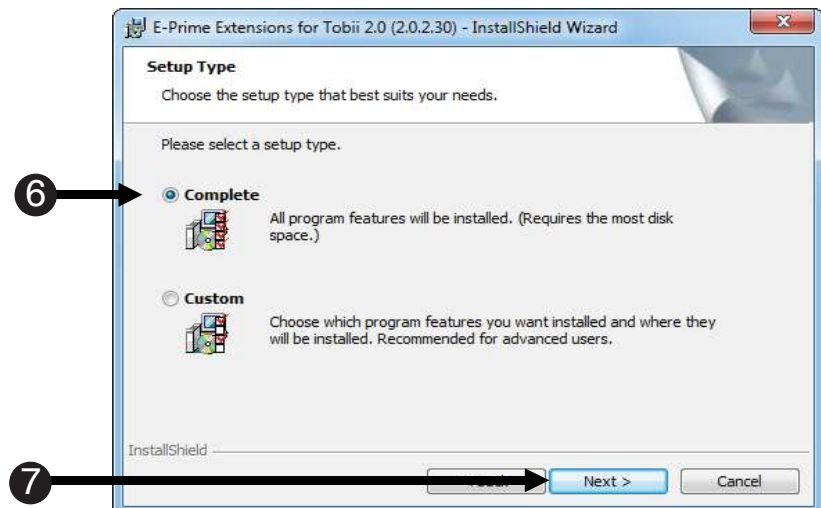 E-Prime Extensions for Tobii 2.0 (2.0.2.30) - InstallShield Wizard
Setup Type
Choose the setup type that best suits your needs.
Please select a setup type.
6
Complete
All program features will be installed. (Requires the most disk
space.)
Custom
Choose which program features you want installed and where they
will be installed. Recommended for advanced users.
InstallShield
7
Next >
Cancel